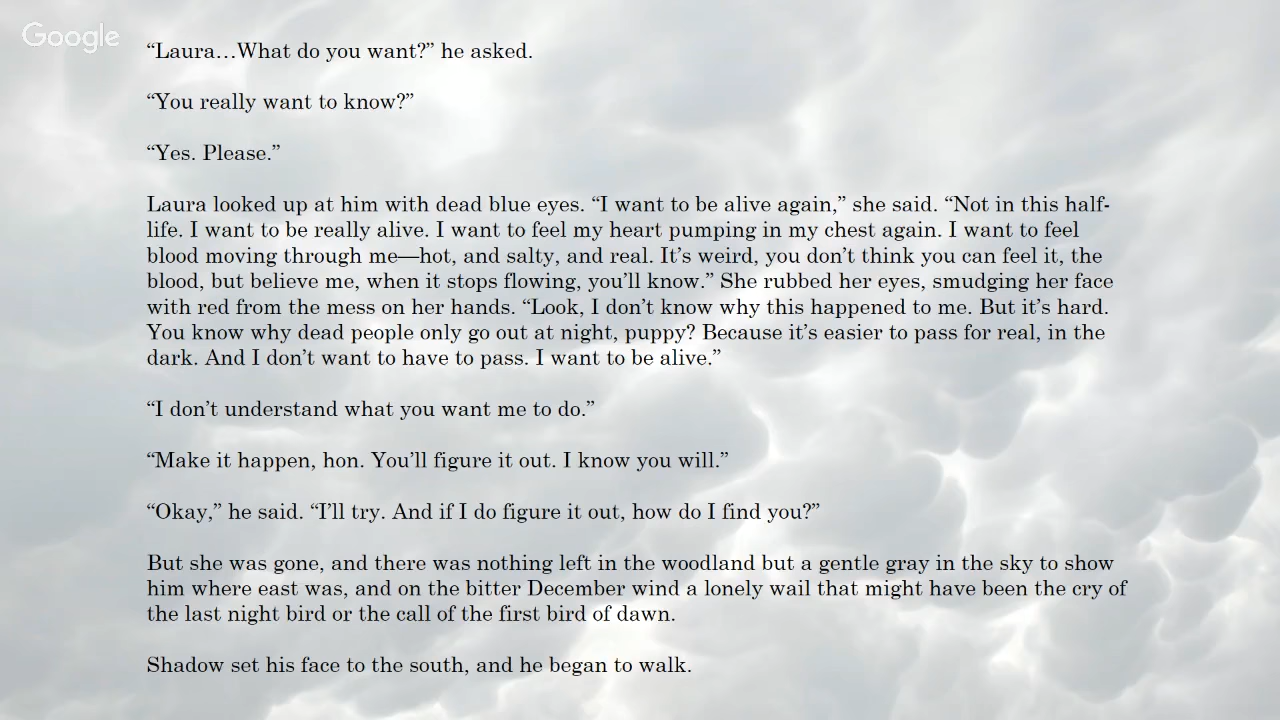 Google
“Laura…What do you want?” he asked.
“You really want to know?”
“Yes. Please.”
Laura looked up at him with dead blue eyes. “I want to be alive again,” she said. “Not in this half-
life. I want to be really alive. I want to feel my heart pumping in my chest again. I want to feel
blood moving through me—hot, and salty, and real. It’s weird, you don’t think you can feel it, the
blood, but believe me, when it stops flowing, you’ll know.” She rubbed her eyes, smudging her face
with red from the mess on her hands. “Look, I don’t know why this happened to me. But it’s hard.
You know why dead people only go out at night, puppy? Because it’s easier to pass for real, in the
dark. And I don’t want to have to pass. I want to be alive.”
“I don’t understand what you want me to do.”
“Make it happen, hon. You’ll figure it out. I know you will.”
“Okay,” he said. “I’ll try. And if I do figure it out, how do I find you?”
But she was gone, and there was nothing left in the woodland but a gentle gray in the sky to show
him where east was, and on the bitter December wind a lonely wail that might have been the cry of
the last night bird or the call of the first bird of dawn.
Shadow set his face to the south, and he began to walk.